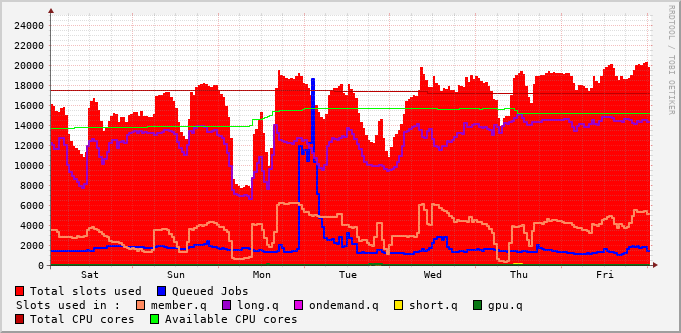 24000
22000
20000
18000
16000
14000
12000
10000
8000
6000
4000
2000
0
Sat Sun Mon Tue Wed Thu Fri
RRDTOOL / TOBI OETIKER
Total slots used Queued Jobs
Slots used in : member.q long.q ondemand.q short.q gpu.q
Total CPU cores Available CPU cores